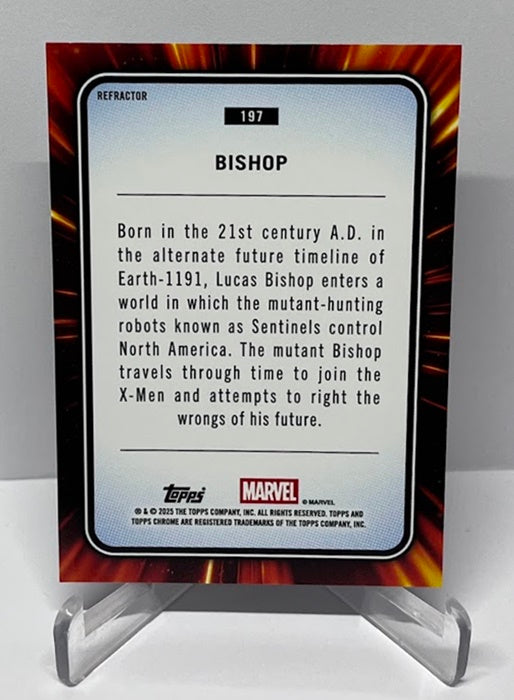 REFRACTOR
197
BISHOP
Born in the 21st century A.D. in
the alternate future timeline of
Earth-1191, Lucas Bishop enters a
world in which the mutant-hunting
robots known as Sentinels control
North America. The mutant Bishop
travels through time to join the
X-Men and attempts to right the
wrongs of his future.
Topps MARVEL © MARVEL
® & © 2025 THE TOPPS COMPANY, INC. ALL RIGHTS RESERVED. TOPPS AND
TOPPS CHROME ARE REGISTERED TRADEMARKS OF THE TOPPS COMPANY, INC.